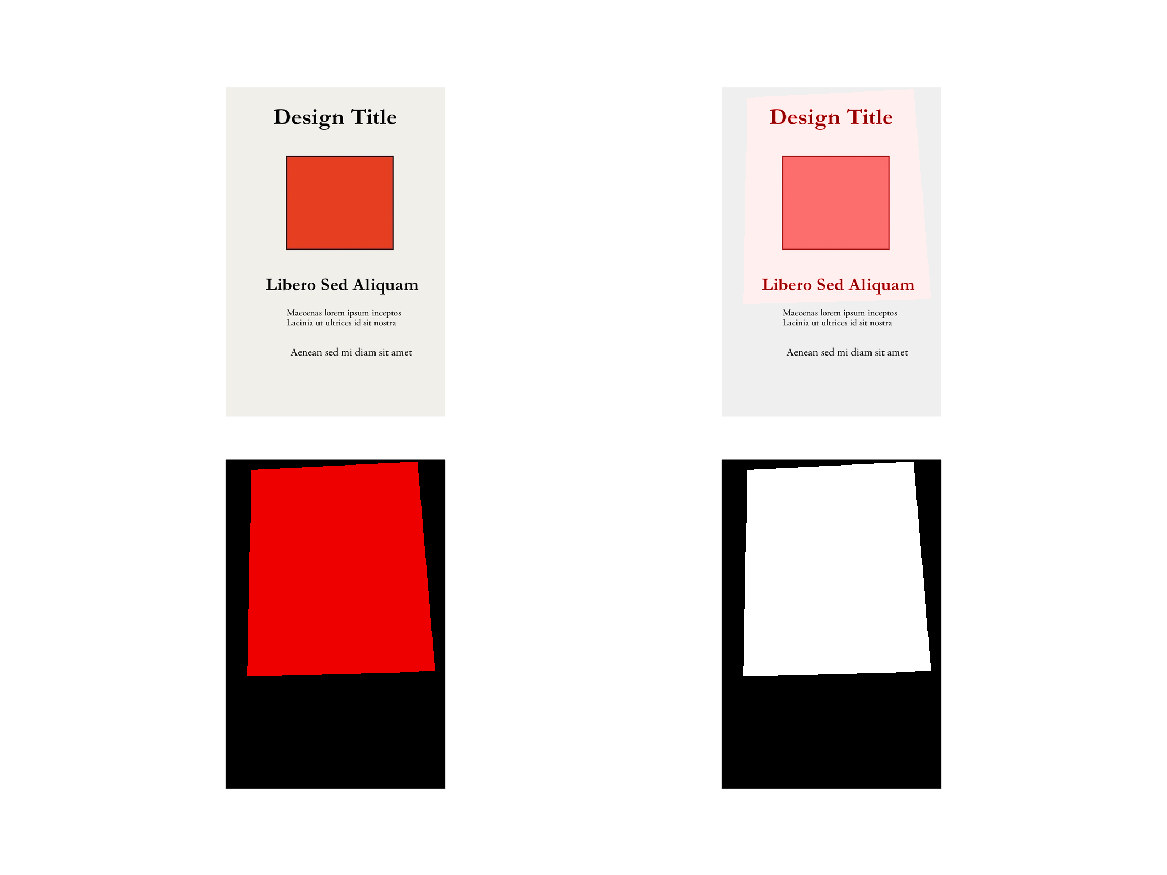 Design Title
Libero Sed Aliquam
Maecenas lorem ipsum inceptos
Lacinia ut ultrices id sit nostra
Aenean sed mi diam sit amet
Design Title
Libero Sed Aliquam
Maecenas lorem ipsum inceptos
Lacinia ut ultrices id sit nostra
Aenean sed mi diam sit amet